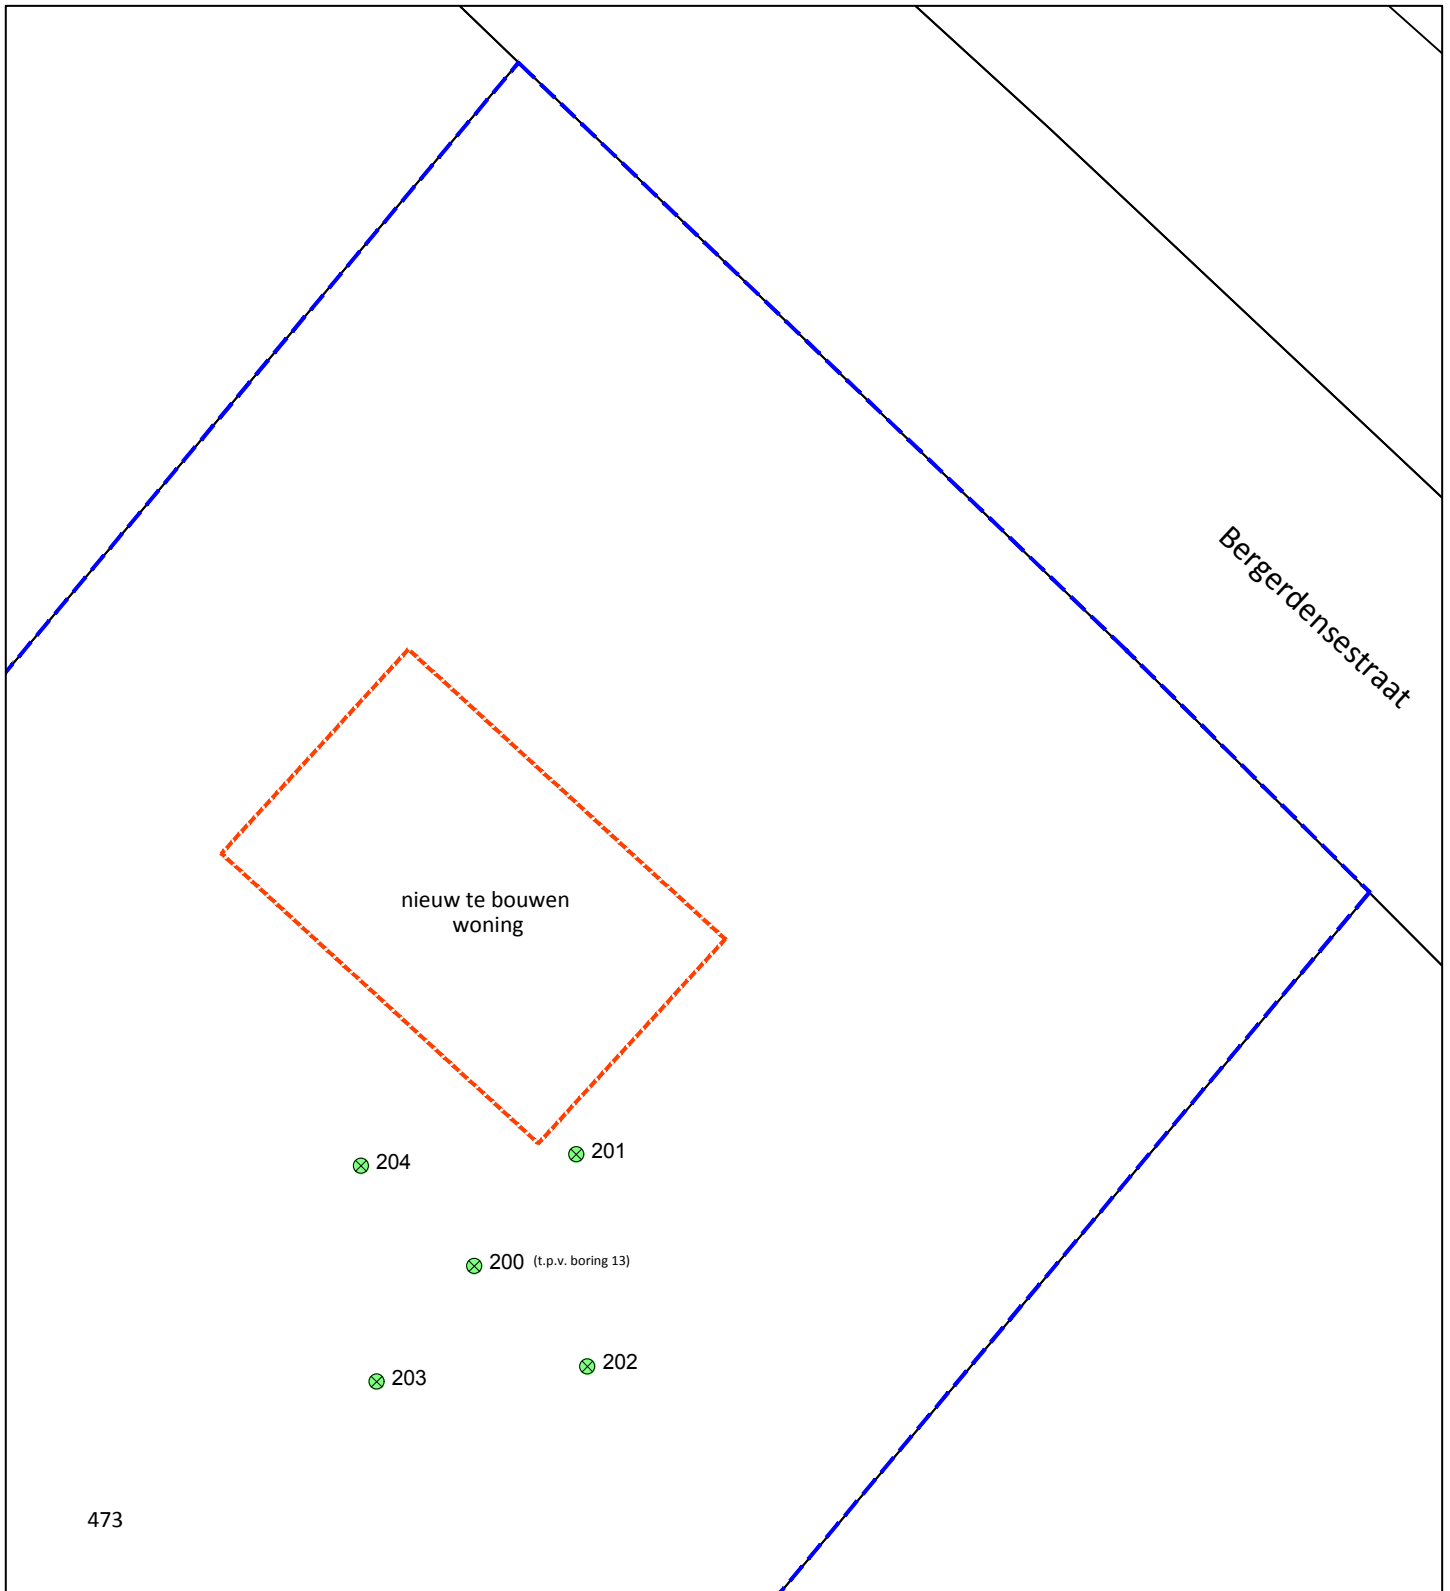 Bergerdensestraat
nieuw te bouwen
woning
201
204
200 (t.p.v. boring 13)
202
203
473